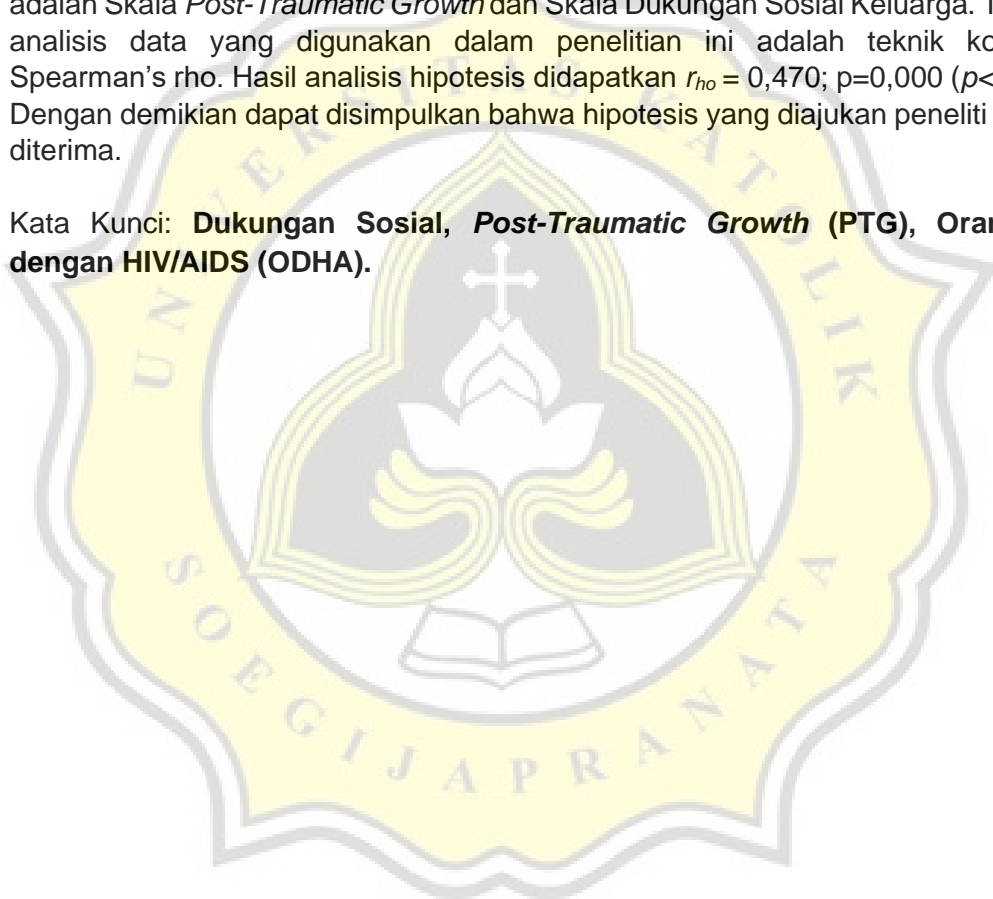 adalah Skala Post-Traumatic Growth dan Skala Dukungan Sosial Keluarga.
analisis data yang digunakan dalam penelitian ini adalah teknik
Spearman's rho. Hasil analisis hipotesis didapatkan rho = 0,470; p=0,000 (p<
Dengan demikian dapat disimpulkan bahwa hipotesis yang diajukan peneliti
diterima.
Kata Kunci: Dukungan Sosial, Post-Traumatic Growth (PTG),
dengan HIV/AIDS (ODHA).
UNIVERSITAS KATOLIK
SOEGIJAPRANATA